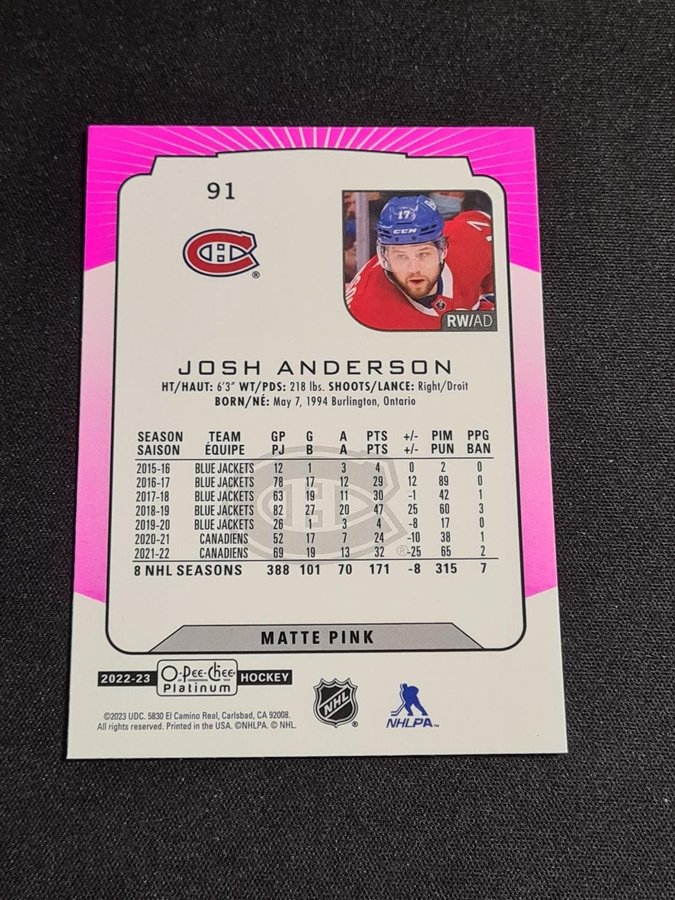 91
®
17
CCM
17
RW/AD
JOSH ANDERSON
HT/HAUT: 6'3" WT/PDS: 218 lbs. SHOOTS/LANCE: Right/Droit
BORN/NÉ: May 7, 1994 Burlington, Ontario
SEASON TEAM GP G A PTS +/- PIM PPG
SAISON ÉQUIPE PJ B A PTS +/- PUN BAN
2015-16 BLUE JACKETS 12 1 3 4 0 2 0
2016-17 BLUE JACKETS 78 17 12 29 12 89 0
2017-18 BLUE JACKETS 63 19 11 30 -1 42 1
2018-19 BLUE JACKETS 82 27 20 47 25 60 3
2019-20 BLUE JACKETS 26 1 3 4 -8 17 0
2020-21 CANADIENS 52 17 7 24 -10 38 1
2021-22 CANADIENS 69 19 13 32 ®-25 65 2
8 NHL SEASONS 388 101 70 171 -8 315 7
MATTE PINK
2022-23 O-Pee-Chee Platinum HOCKEY
NHL ®
NHLPA™
©2023 UDC. 5830 El Camino Real, Carlsbad, CA 92008.
All rights reserved. Printed in the USA. ©NHLPA. © NHL.